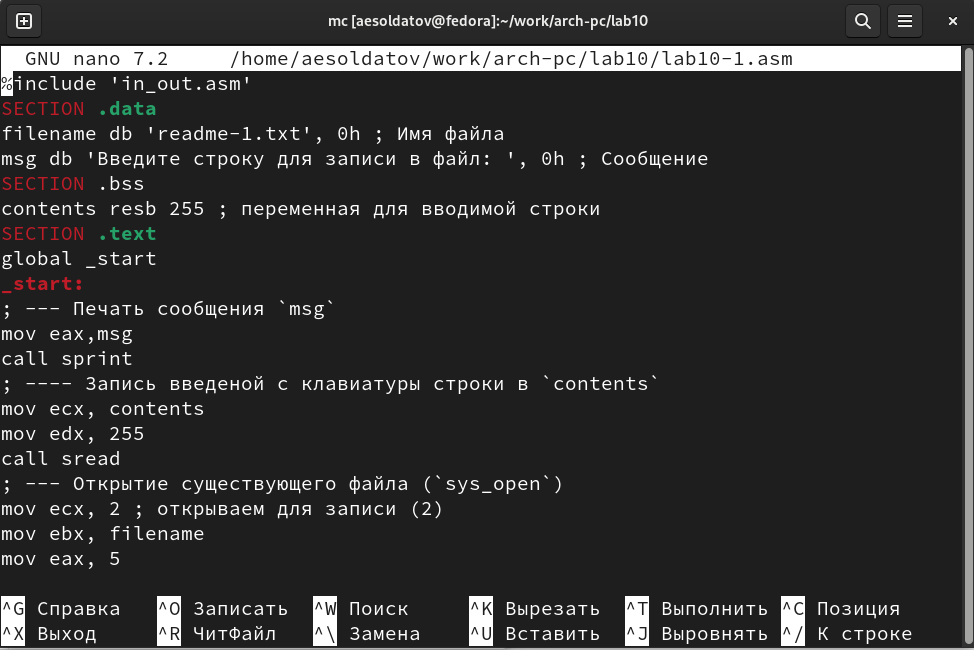 mc [aesoldatov@fedora]:~/work/arch-pc/lab10
GNU nano 7.2 /home/aesoldatov/work/arch-pc/lab10/lab10-1.asm
%include 'in_out.asm'
SECTION .data
filename db 'readme-1.txt', 0h ; Имя файла
msg db 'Введите строку для записи в файл: ', 0h ; Сообщение
SECTION .bss
contents resb 255 ; переменная для вводимой строки
SECTION .text
global _start
_start:
; --- Печать сообщения `msg`
mov eax,msg
call sprint
; ---- Запись введеной с клавиатуры строки в `contents`
mov ecx, contents
mov edx, 255
call sread
; --- Открытие существующего файла (`sys_open`)
mov ecx, 2 ; открываем для записи (2)
mov ebx, filename
mov eax, 5
^G Справка ^O Записать ^W Поиск ^K Вырезать ^T Выполнить ^C Позиция
^X Выход ^R ЧитФайл ^\ Замена ^U Вставить ^J Выровнять ^/ К строке